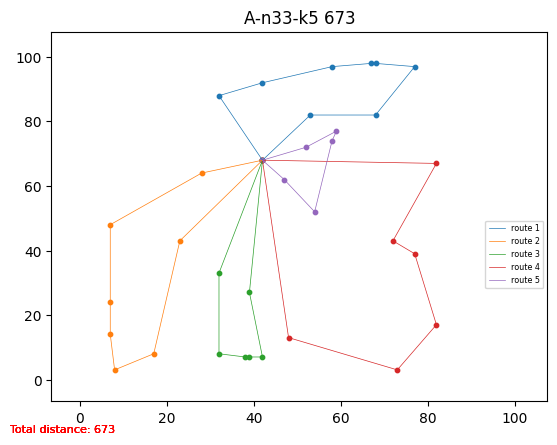 A-n33-k5 673
100
80
60
40
20
0
0 20 40 60 80 100
route 1
route 2
route 3
route 4
route 5
Total distance: 673